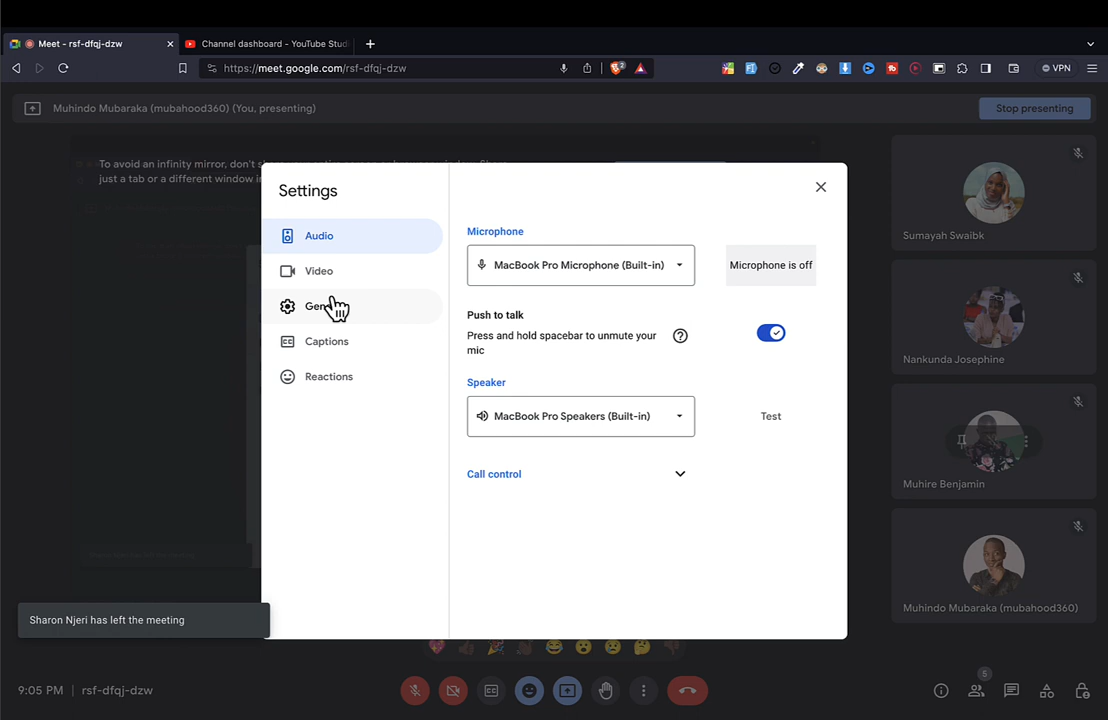 Meet - rsf-dfqj-dzw
Channel dashboard - YouTube Stud
https://meet.google.com/rsf-dfqj-dzw
2
VPN
Muhindo Mubaraka (mubahood360) (You, presenting)
Stop presenting
To avoid an infinity mirror, don't
just a tab or a different window
Settings
Audio
Video
Captions
Reactions
Microphone
MacBook Pro Microphone (Built-in)
Microphone is off
Push to talk
Press and hold spacebar to unmute your
mic
Speaker
MacBook Pro Speakers (Built-in)
Test
Call control
Sumayah Swaibk
Nankunda Josephine
Muhire Benjamin
Muhindo Mubaraka (mubahood360)
Sharon Njeri has left the meeting
9:05 PM
rsf-dfqj-dzw
5